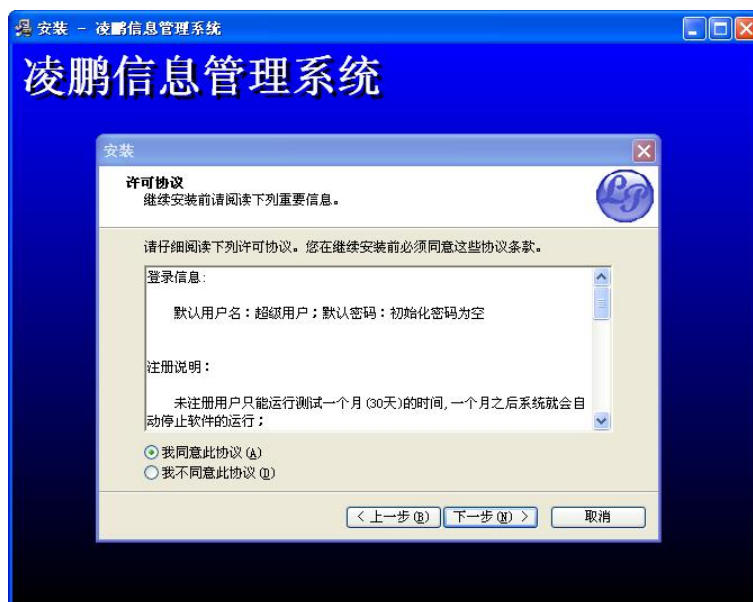 安装 - 凌鹏信息管理系统
凌鹏信息管理系统
安装
许可协议
继续安装前请阅读下列重要信息。
LP
请仔细阅读下列许可协议。您在继续安装前必须同意这些协议条款。
登录信息:
默认用户名：超级用户；默认密码：初始化密码为空
注册说明：
未注册用户只能运行测试一个月(30天)的时间,一个月之后系统就会自
动停止软件的运行；
我同意此协议(A)
我不同意此协议(D)
< 上一步(B) 下一步(N) > 取消